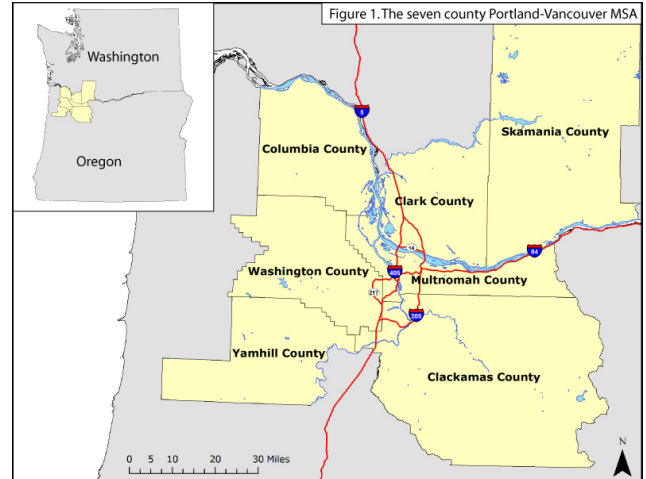 Figure 1. The seven county Portland-Vancouver MSA
Washington
Oregon
5
Skamania County
Columbia County
Clark County
14
84
405
Washington County
Multnomah County
217
205
Yamhill County
Clackamas County
N
0 5 10 20 30 Miles